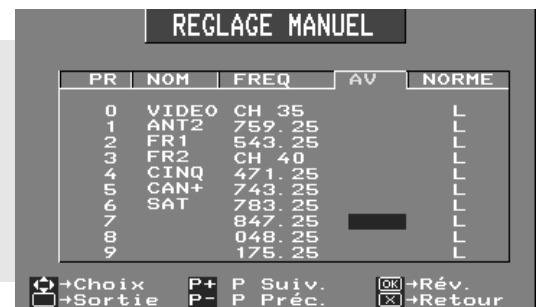 REGLAGE MANUEL
PR NOM FREQ AV NORME
0 VIDEO CH 35 L
1 ANT2 759.25 L
2 FR1 543.25 L
3 FR2 CH 40 L
4 CINQ 471.25 L
5 CAN+ 743.25 L
6 SAT 783.25 L
7 847.25 L
8 048.25 L
9 175.25 L
→Choix P+ P Suiv. OK →Rév.
→Sortie P- P Préc. X →Retour